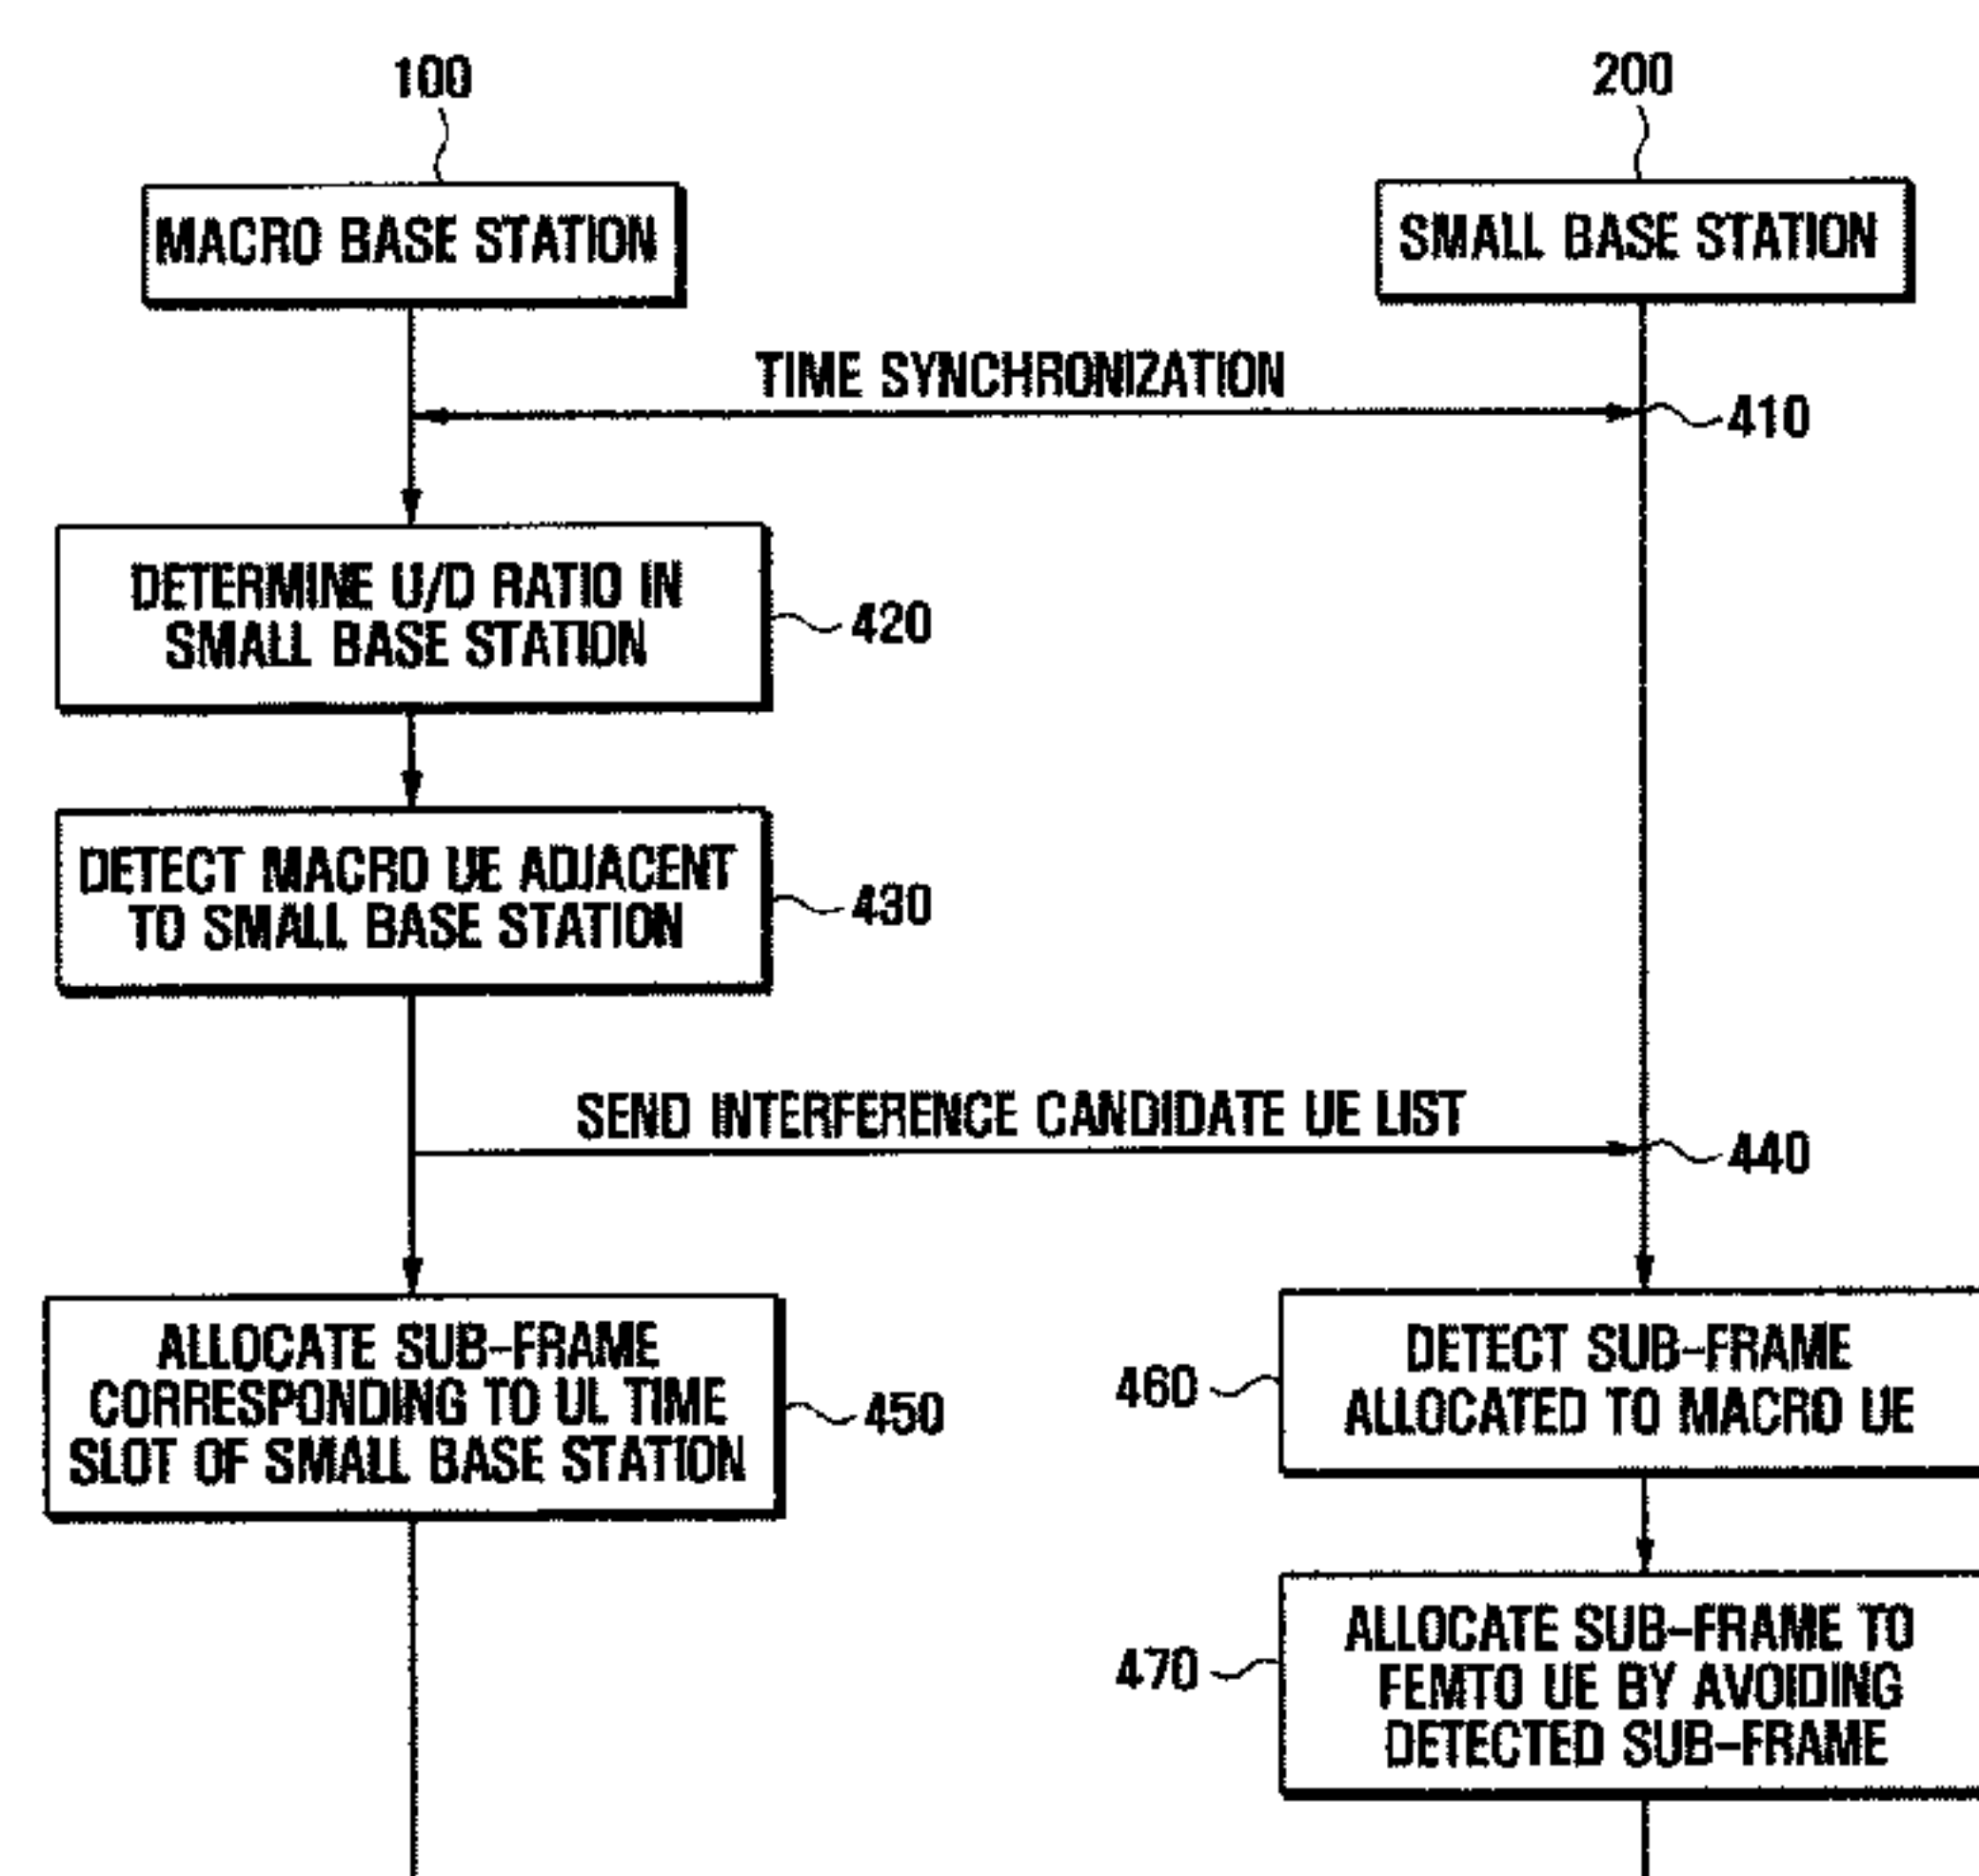 100
200
MACRO BASE STATION
SMALL BASE STATION
TIME SYNCHRONIZATION
410
DETERMINE U/D RATIO IN
SMALL BASE STATION
420
DETECT MACRO UE ADJACENT
TO SMALL BASE STATION
430
SEND INTERFERENCE CANDIDATE UE LIST
440
ALLOCATE SUB-FRAME
CORRESPONDING TO UL TIME
SLOT OF SMALL BASE STATION
450
460
DETECT SUB-FRAME
ALLOCATED TO MACRO UE
470
ALLOCATE SUB-FRAME TO
FEMTO UE BY AVOIDING
DETECTED SUB-FRAME